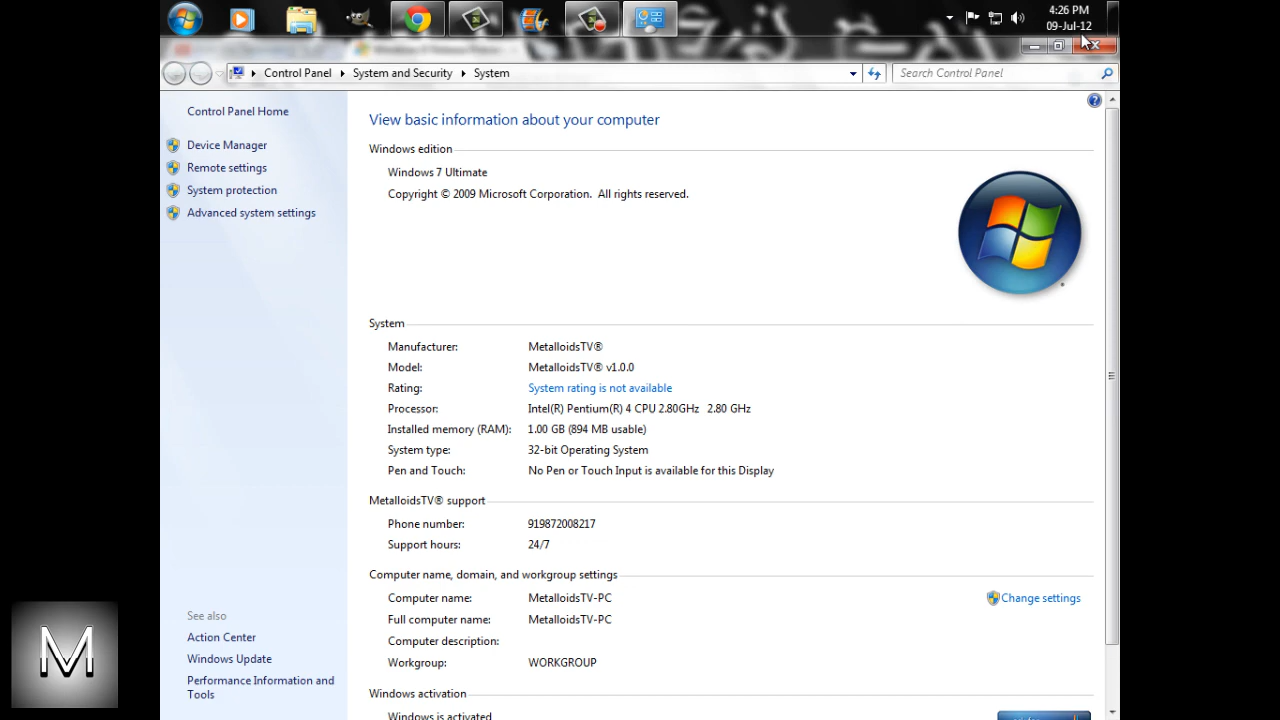 4:26 PM
09-Jul-12
Control Panel
System and Security
System
Search Control Panel
Control Panel Home
Device Manager
Remote settings
System protection
Advanced system settings
See also
Action Center
Windows Update
Performance Information and
Tools
View basic information about your computer
Windows edition
Windows 7 Ultimate
Copyright © 2009 Microsoft Corporation. All rights reserved.
System
Manufacturer: MetalloidsTV®
Model: MetalloidsTV® v1.0.0
Rating: System rating is not available
Processor: Intel(R) Pentium(R) 4 CPU 2.80GHz 2.80 GHz
Installed memory (RAM): 1.00 GB (894 MB usable)
System type: 32-bit Operating System
Pen and Touch: No Pen or Touch Input is available for this Display
MetalloidsTV® support
Phone number: 919872008217
Support hours: 24/7
Computer name, domain, and workgroup settings
Computer name: MetalloidsTV-PC
Change settings
Full computer name: MetalloidsTV-PC
Computer description:
Workgroup: WORKGROUP
Windows activation
Windows is activated
M